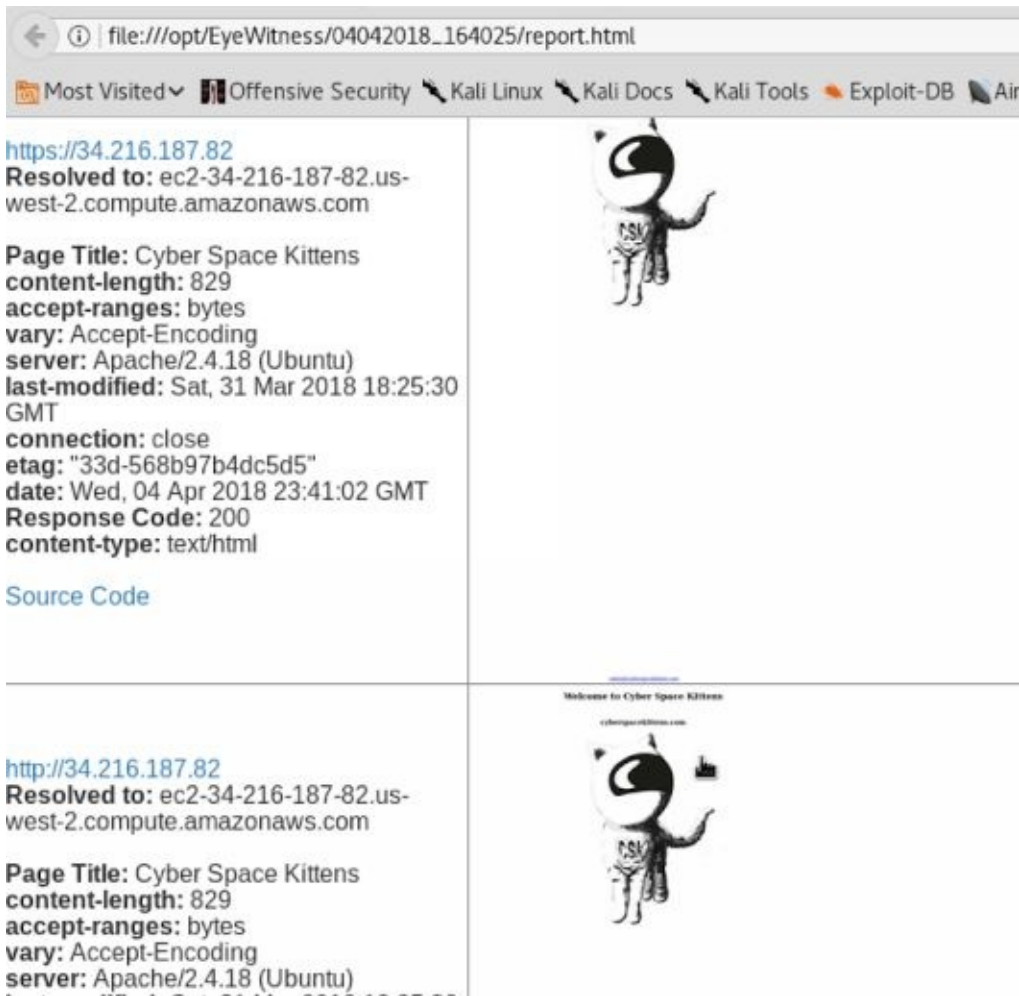 file:///opt/EyeWitness/04042018_164025/report.html
Most Visited Offensive Security Kali Linux Kali Docs Kali Tools Exploit-DB Air
https://34.216.187.82
Resolved to: ec2-34-216-187-82.us-
west-2.compute.amazonaws.com
Page Title: Cyber Space Kittens
content-length: 829
accept-ranges: bytes
vary: Accept-Encoding
server: Apache/2.4.18 (Ubuntu)
last-modified: Sat, 31 Mar 2018 18:25:30
GMT
connection: close
etag: "33d-568b97b4dc5d5"
date: Wed, 04 Apr 2018 23:41:02 GMT
Response Code: 200
content-type: text/html
Source Code
CSK
Welcome to Cyber Space Kittens
cyberspacekittens.com
CSK
http://34.216.187.82
Resolved to: ec2-34-216-187-82.us-
west-2.compute.amazonaws.com
Page Title: Cyber Space Kittens
content-length: 829
accept-ranges: bytes
vary: Accept-Encoding
server: Apache/2.4.18 (Ubuntu)